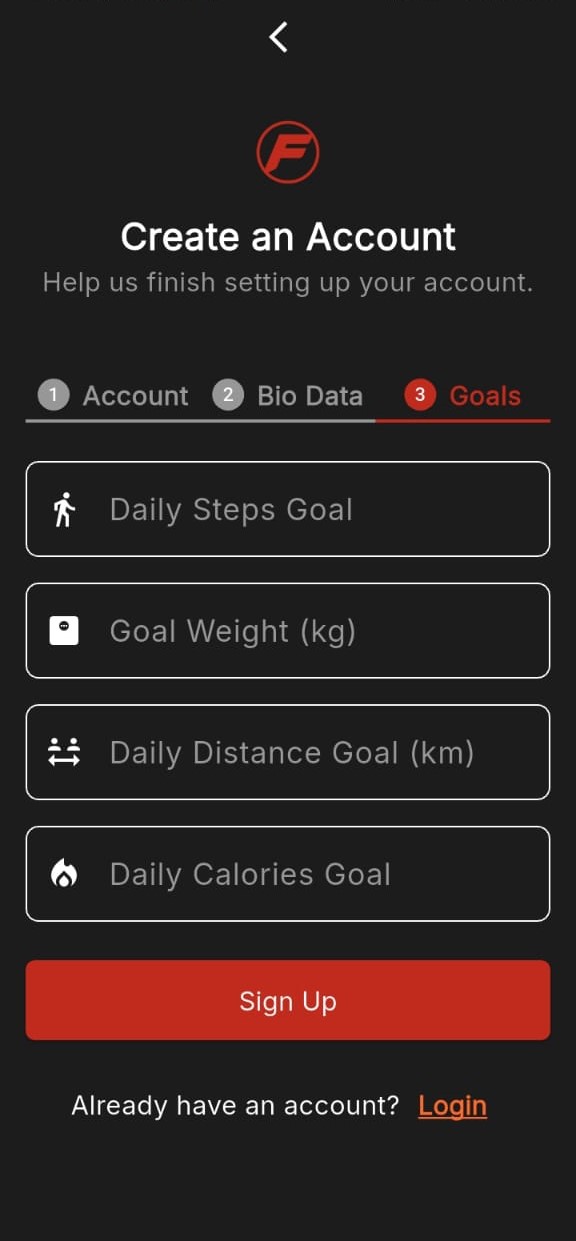 F
Create an Account
Help us finish setting up your account.
1 Account 2 Bio Data 3 Goals
Daily Steps Goal
Goal Weight (kg)
Daily Distance Goal (km)
Daily Calories Goal
Sign Up
Already have an account? Login